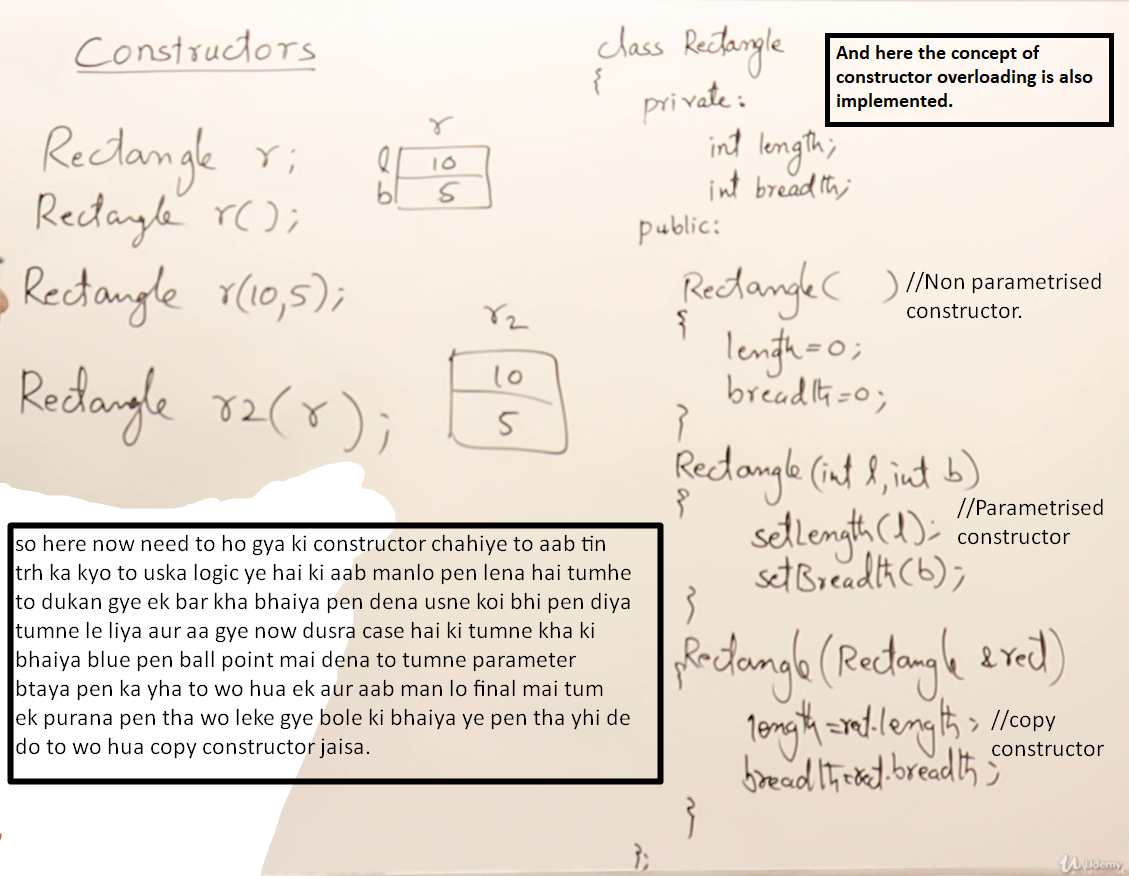 Constructors
Rectangle r;
Rectangle r();
Rectangle r(10,5);
Rectangle r2(r);
r
l 10
b 5
r2
10
5
so here now need to ho gya ki constructor chahiye to aab tin
trh ka kyo to uska logic ye hai ki aab manlo pen lena hai tumhe
to dukan gye ek bar kha bhaiya pen dena usne koi bhi pen diya
tumne le liya aur aa gye now dusra case hai ki tumne kha ki
bhaiya blue pen ball point mai dena to tumne parameter
btaya pen ka yha to wo hua ek aur aab man lo final mai tum
ek purana pen tha wo leke gye bole ki bhaiya ye pen tha yhi de
do to wo hua copy constructor jaisa.
class Rectangle
{
private:
int length;
int breadth;
public:
Rectangle( )
{
length=0;
breadth=0;
}
Rectangle(int l, int b)
{
setLength(l);
setBreadth(b);
}
Rectangle(Rectangle &rect)
{
length=rect.length;
breadth=rect.breadth;
}
};
And here the concept of
constructor overloading is also
implemented.
//Non parametrised
constructor.
//Parametrised
constructor
//copy
constructor
Udemy